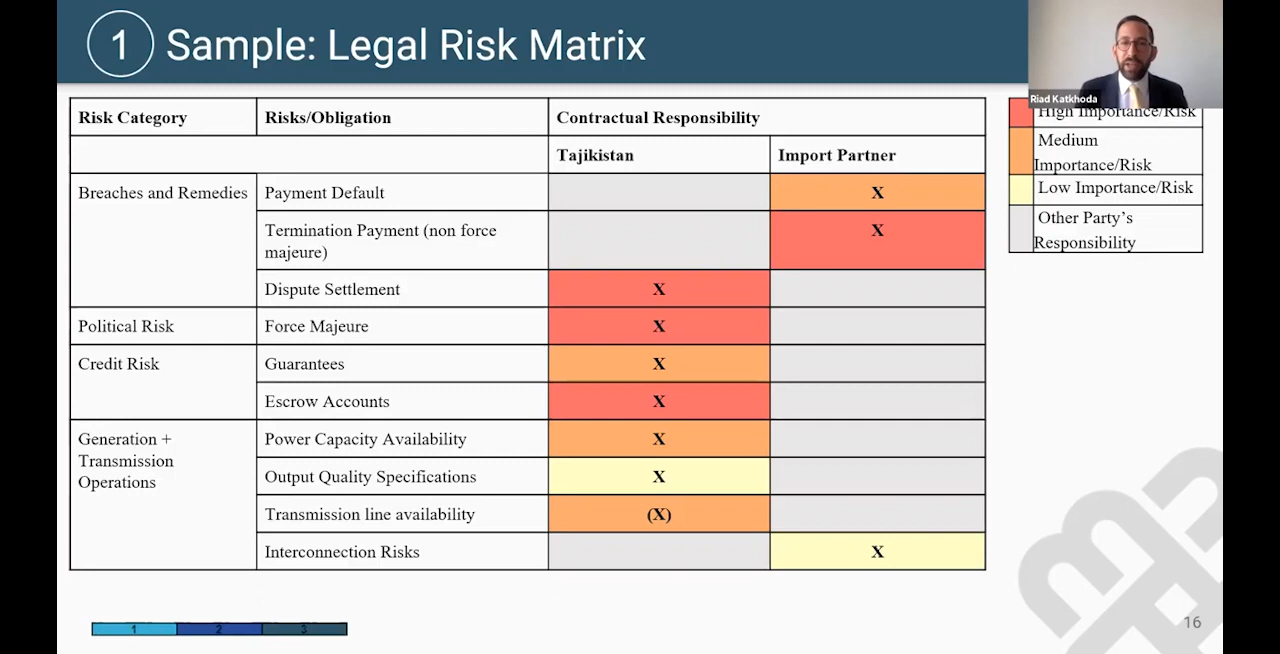 1 Sample: Legal Risk Matrix
Riad Katkhoda
Risk Category Risks/Obligation Contractual Responsibility
Tajikistan Import Partner
Breaches and Remedies Payment Default X
Termination Payment (non force
majeure) X
Dispute Settlement X
Political Risk Force Majeure X
Credit Risk Guarantees X
Escrow Accounts X
Generation +
Transmission
Operations
Power Capacity Availability X
Output Quality Specifications X
Transmission line availability (X)
Interconnection Risks X
High Importance/Risk
Medium
Importance/Risk
Low Importance/Risk
Other Party's
Responsibility
1 2 3
16